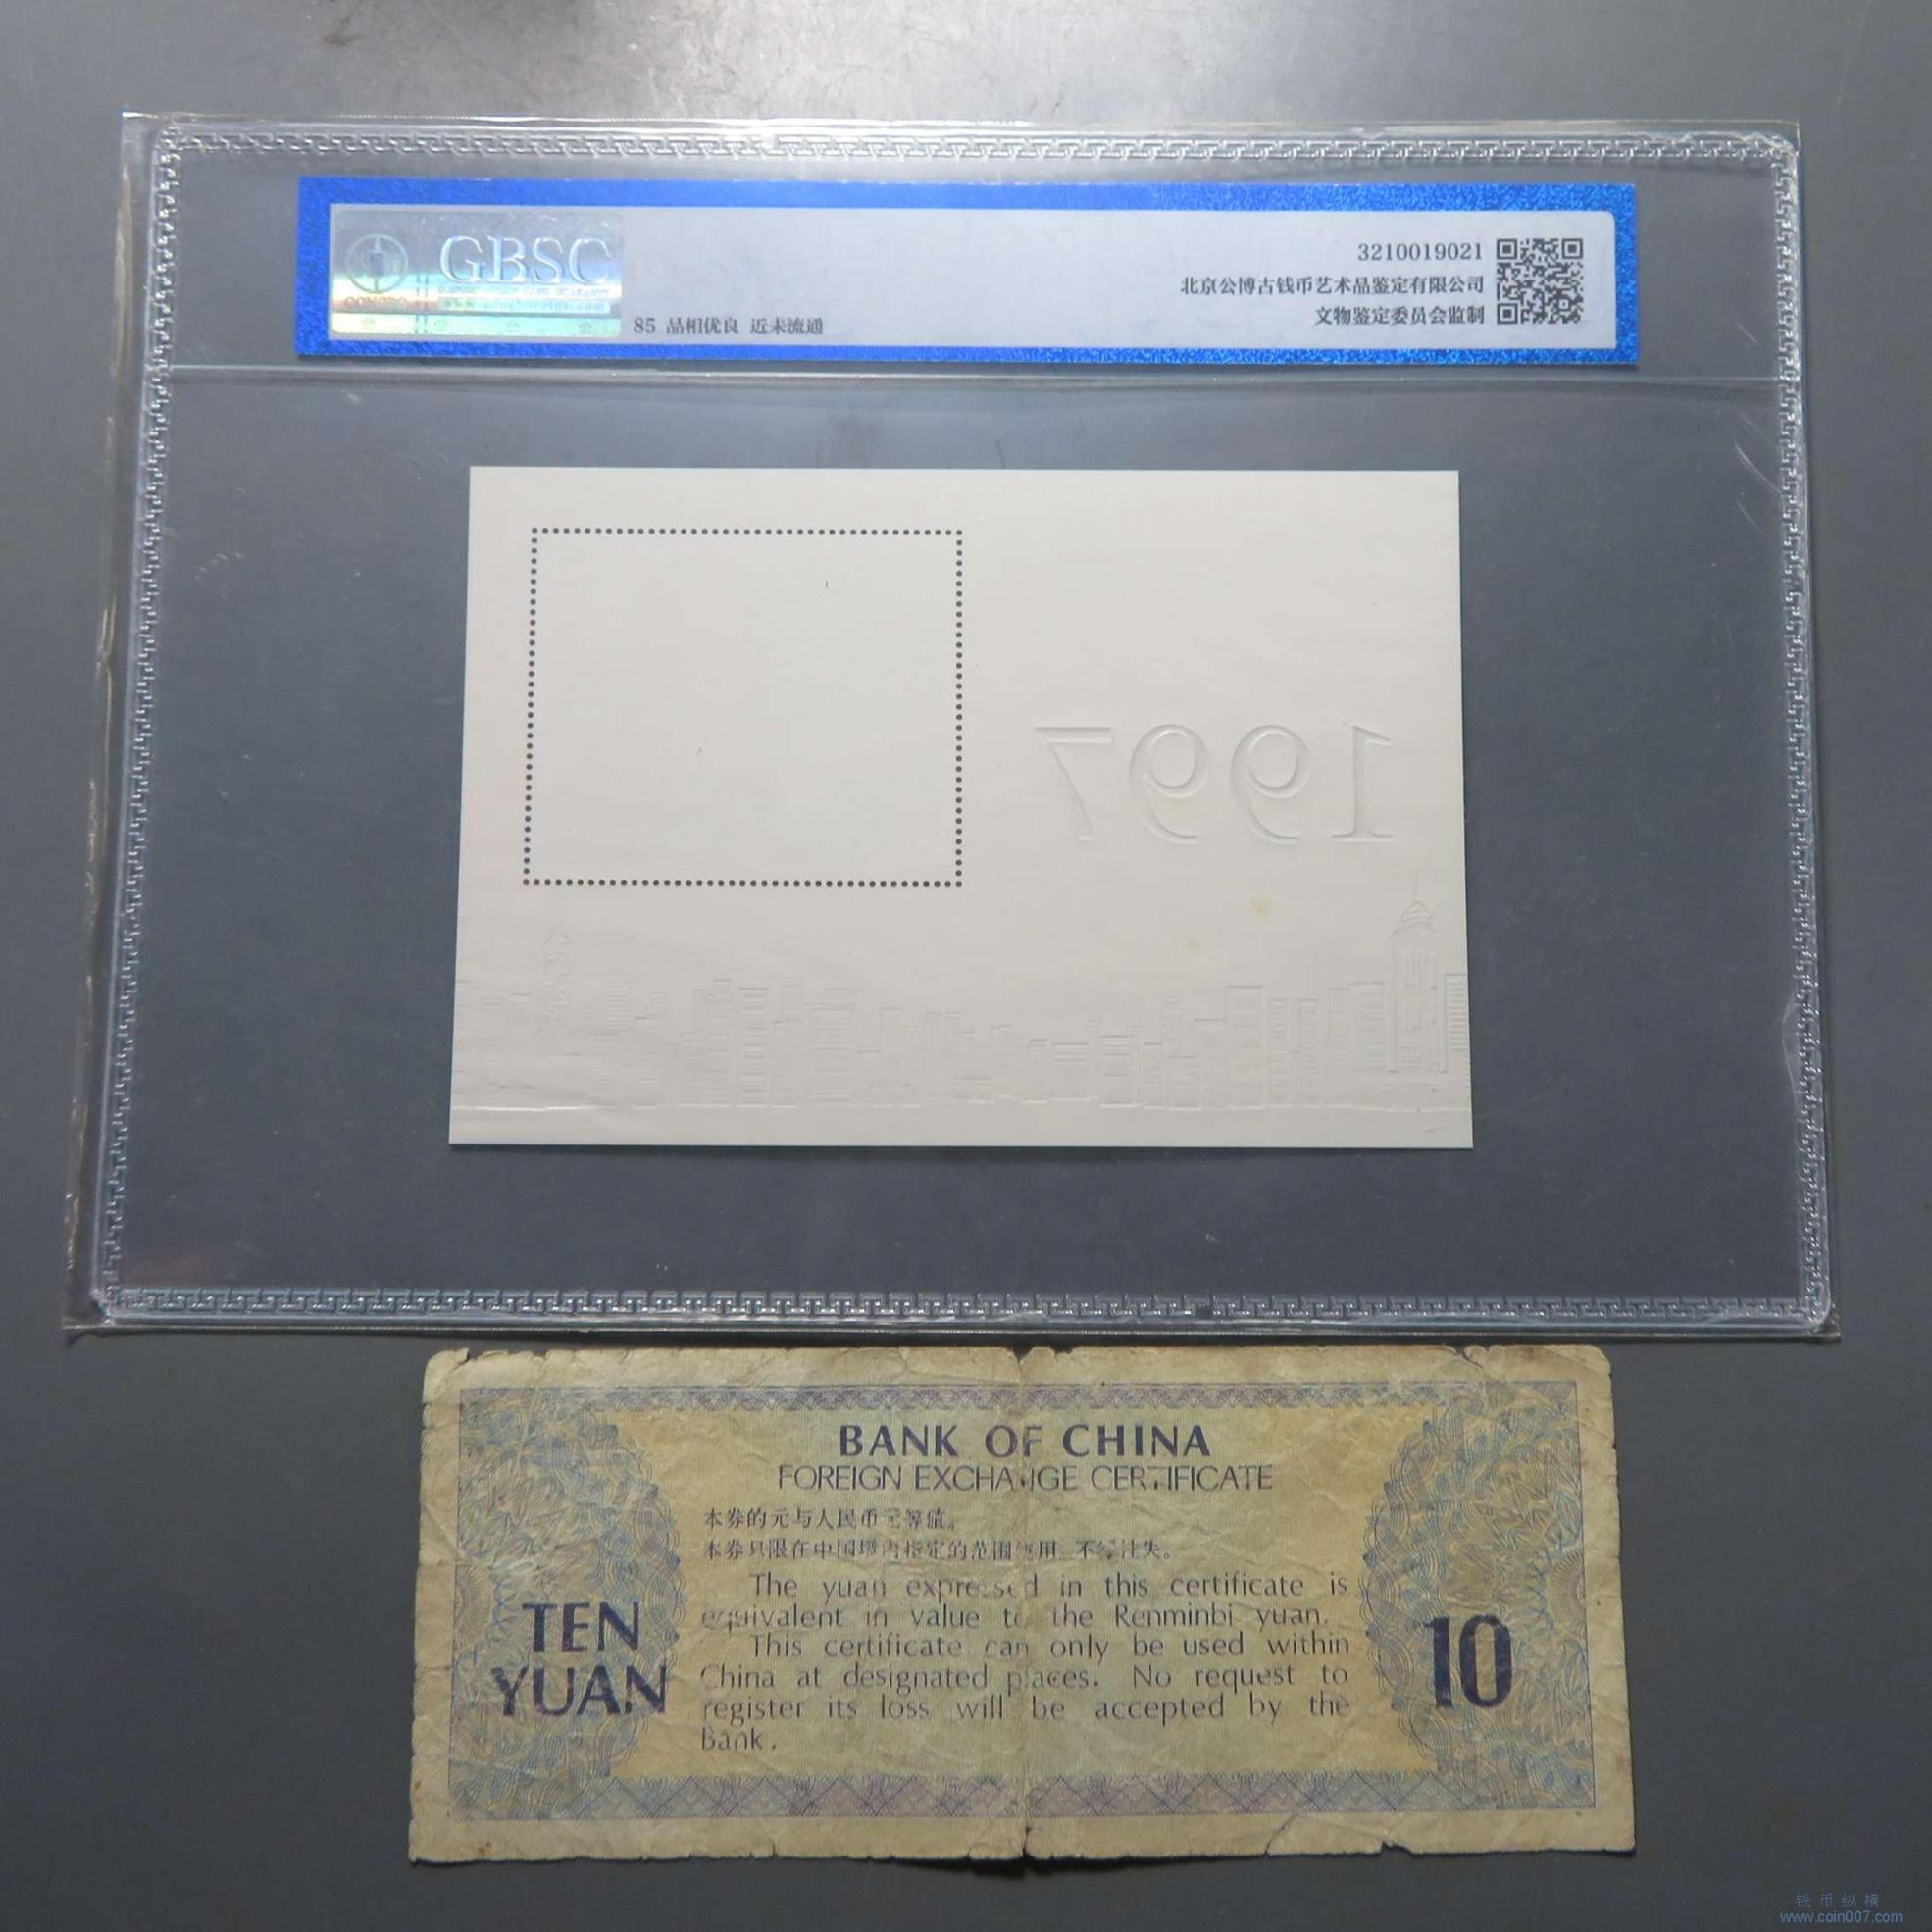 GBSC
85 品相优良 近未流通
3210019021
北京公博古钱币艺术品鉴定有限公司
文物鉴定委员会监制
1997
BANK OF CHINA
FOREIGN EXCHANGE CERTIFICATE
本券的元与人民币元等值。
本券只限在中国境内指定的范围使用，不挂失。
The yuan expressed in this certificate is
equivalent in value to the Renminbi yuan.
This certificate can only be used within
China at designated places. No request to
register its loss will be accepted by the
Bank.
TEN
YUAN
10
钱币纵横
www.coin007.com